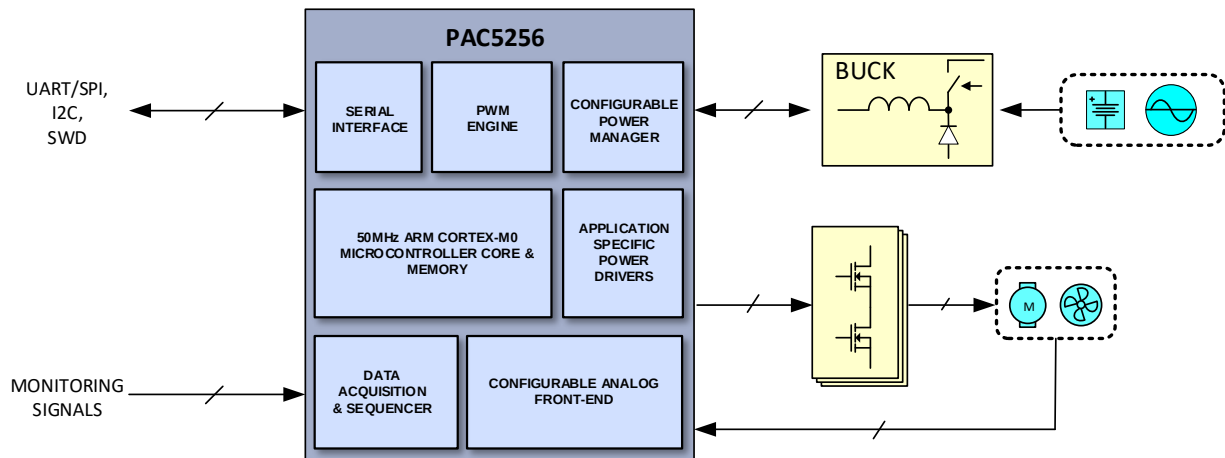 PAC5256
UART/SPI,
I2C,
SWD
SERIAL
INTERFACE
PWM
ENGINE
CONFIGURABLE
POWER
MANAGER
BUCK
+
50MHz ARM CORTEX-M0
MICROCONTROLLER CORE &
MEMORY
APPLICATION
SPECIFIC
POWER
DRIVERS
M
MONITORING
SIGNALS
DATA
ACQUISITION
& SEQUENCER
CONFIGURABLE ANALOG
FRONT-END